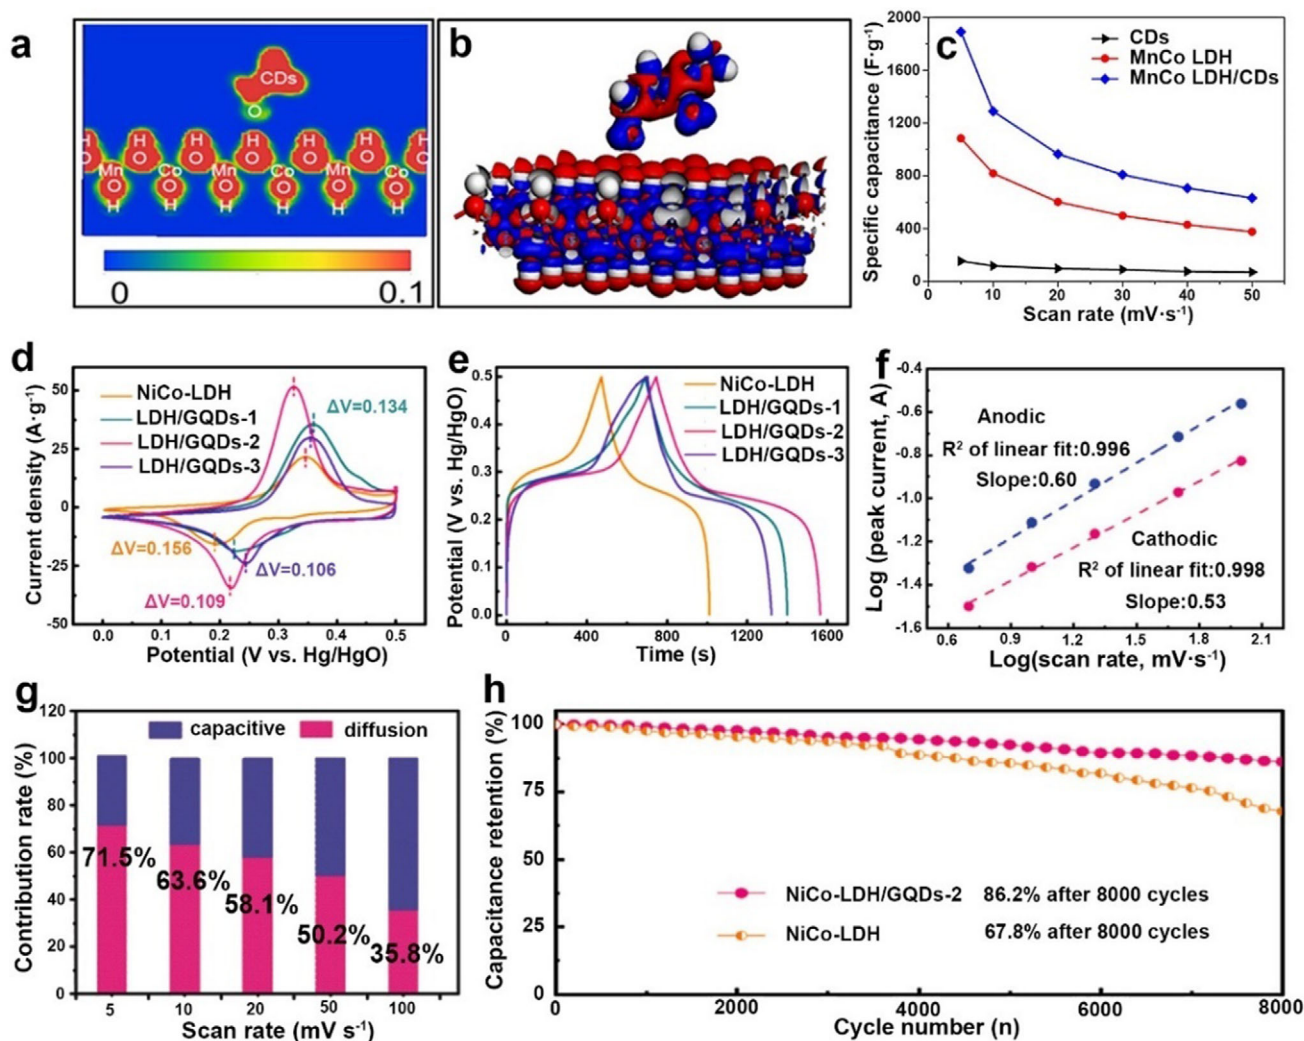 a
CDs
O
H H H H H H H
O O O O O O O
Mn Co Mn Co Mn Co
O O O O O O
H H H H H H
0 0.1
b
c
Specific capacitance (F·g⁻¹)
2000
1600
1200
800
400
0
CDs
MnCo LDH
MnCo LDH/CDs
0 10 20 30 40 50
Scan rate (mV·s⁻¹)
d
Current density (A·g⁻¹)
50
25
0
-25
-50
NiCo-LDH
LDH/GQDs-1
LDH/GQDs-2
LDH/GQDs-3
ΔV=0.134
ΔV=0.156
ΔV=0.106
ΔV=0.109
0.0 0.1 0.2 0.3 0.4 0.5
Potential (V vs. Hg/HgO)
e
Potential (V vs. Hg/HgO)
0.5
0.4
0.3
0.2
0.1
0.0
NiCo-LDH
LDH/GQDs-1
LDH/GQDs-2
LDH/GQDs-3
0 400 800 1200 1600
Time (s)
f
Log (peak current, A)
-0.4
-0.6
-0.8
-1.0
-1.2
-1.4
-1.6
Anodic
R² of linear fit:0.996
Slope:0.60
Cathodic
R² of linear fit:0.998
Slope:0.53
0.6 0.9 1.2 1.5 1.8 2.1
Log(scan rate, mV·s⁻¹)
g
Contribution rate (%)
120
100
80
60
40
20
0
capacitive diffusion
71.5%
63.6%
58.1%
50.2%
35.8%
5 10 20 50 100
Scan rate (mV s⁻¹)
h
Capacitance retention (%)
100
75
50
25
0
NiCo-LDH/GQDs-2 86.2% after 8000 cycles
NiCo-LDH 67.8% after 8000 cycles
0 2000 4000 6000 8000
Cycle number (n)